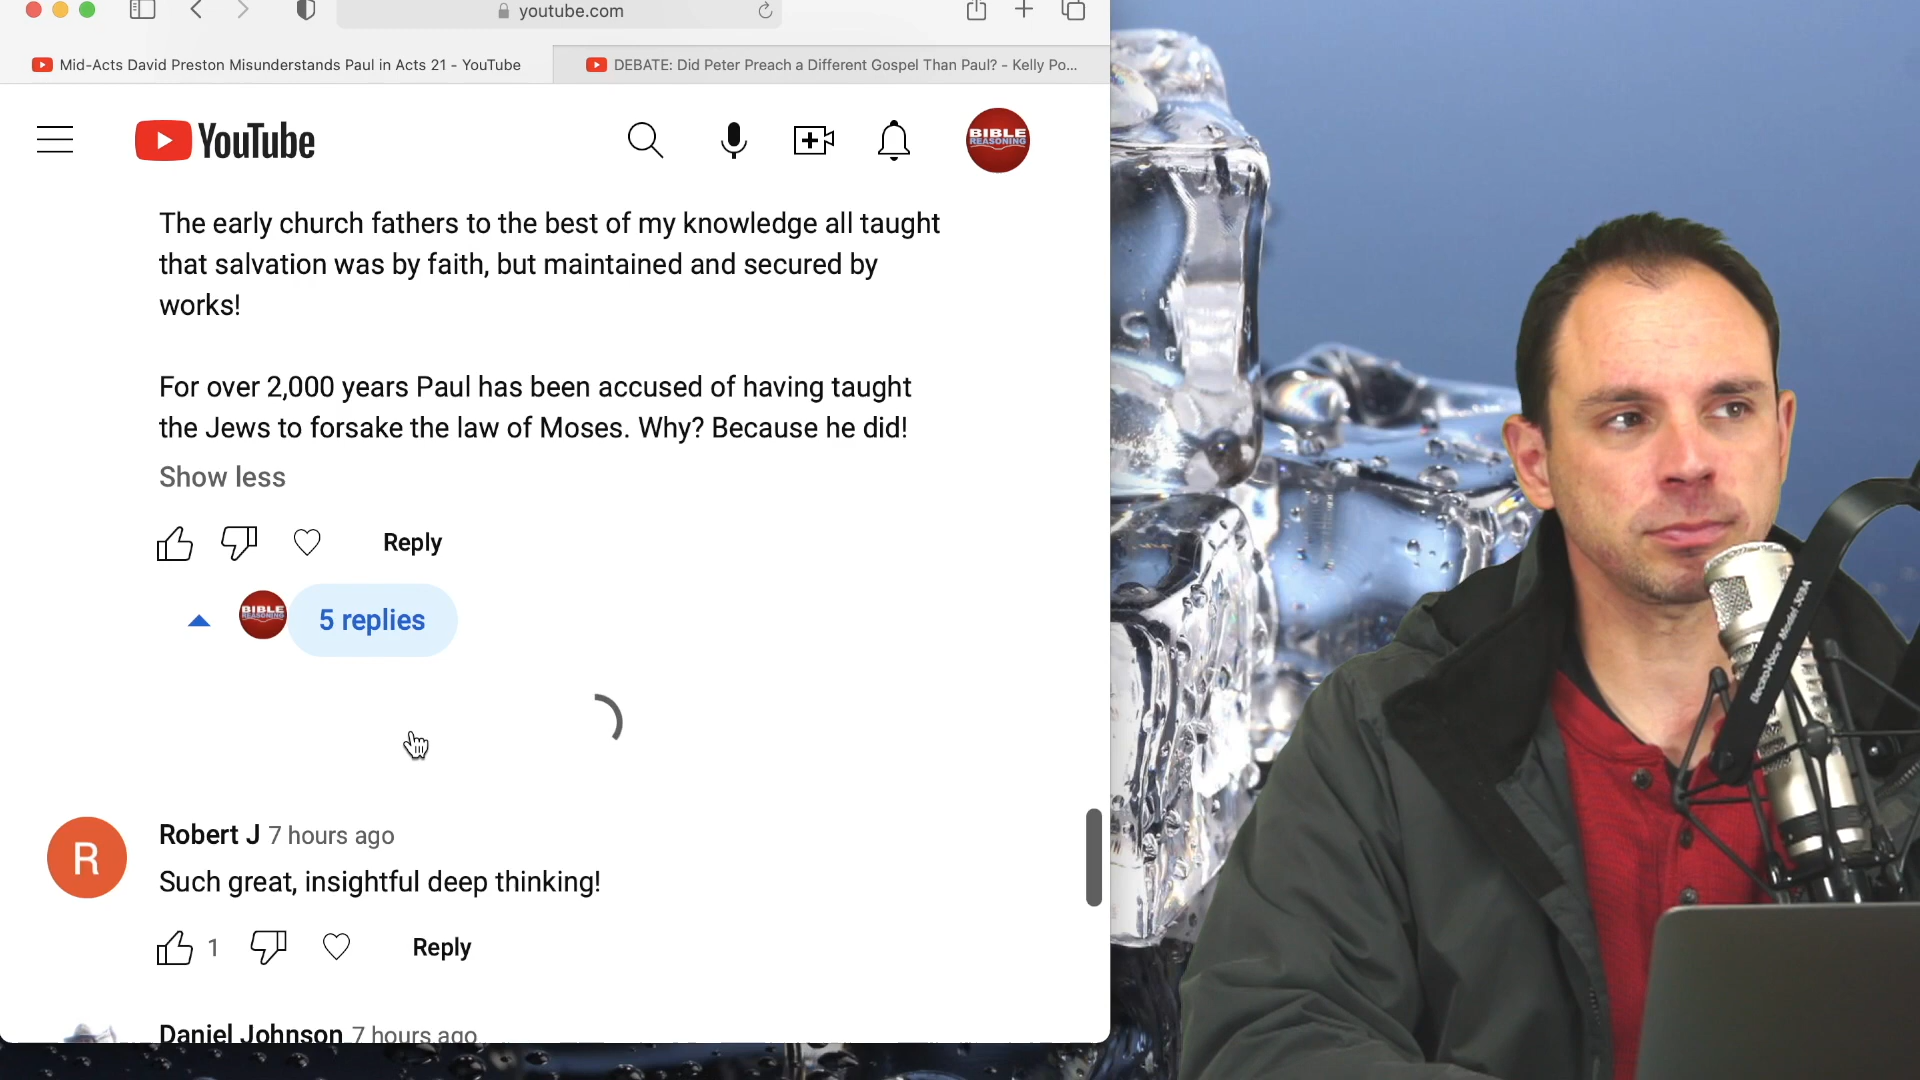 youtube.com
Mid-Acts David Preston Misunderstands Paul in Acts 21 - YouTube
DEBATE: Did Peter Preach a Different Gospel Than Paul? - Kelly Po...
YouTube
BIBLE
REASONING
The early church fathers to the best of my knowledge all taught
that salvation was by faith, but maintained and secured by
works!
For over 2,000 years Paul has been accused of having taught
the Jews to forsake the law of Moses. Why? Because he did!
Show less
Reply
BIBLE
REASONING
5 replies
R
Robert J 7 hours ago
Such great, insightful deep thinking!
1
Reply
Daniel Johnson 7 hours ago